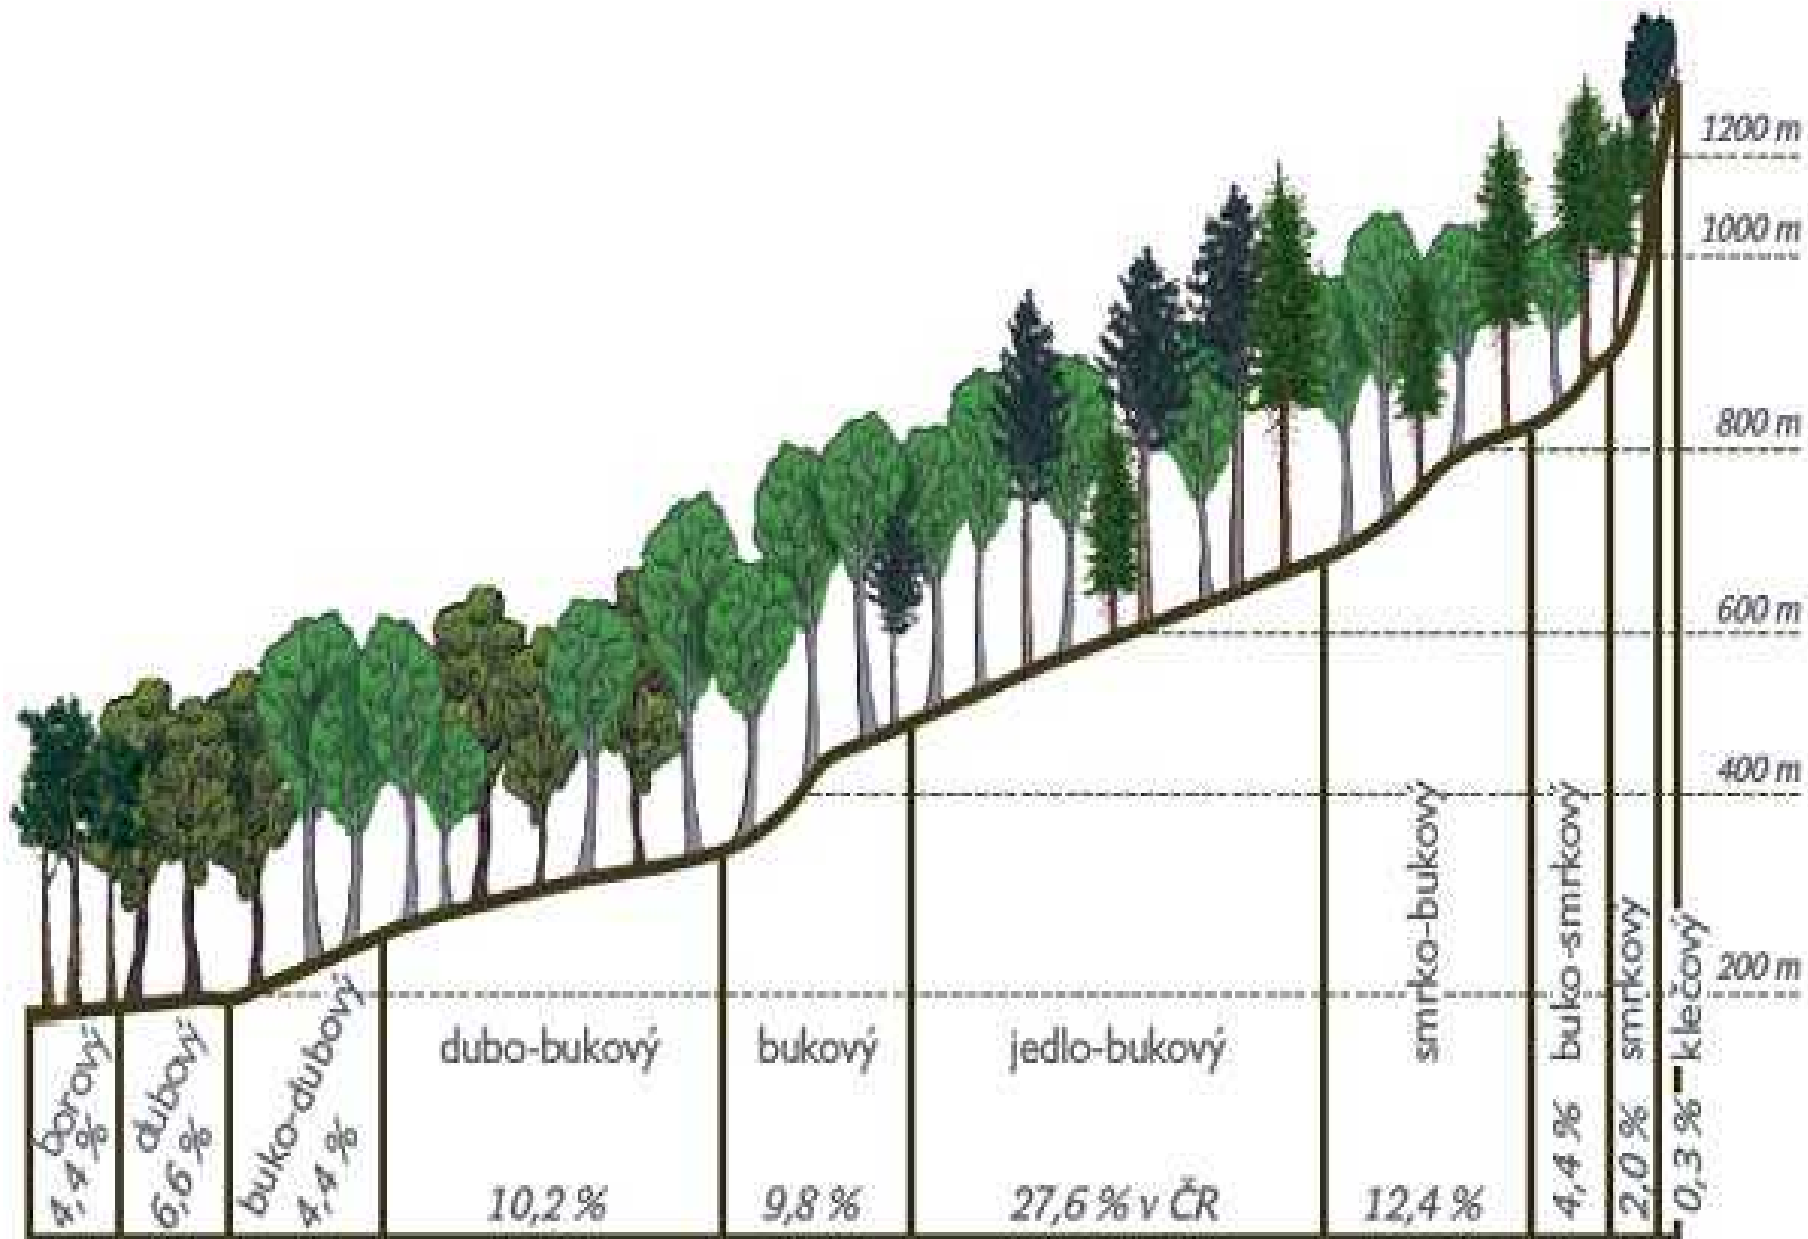 1200 m
1000 m
800 m
600 m
400 m
200 m
borový
4,4 %
dubový
6,6 %
buko-dubový
4,4 %
dubo-bukový
10,2 %
bukový
9,8 %
jedlo-bukový
27,6 % v ČR
smrko-bukový
12,4 %
buko-smrkový
4,4 %
smrkový
2,0 %
klečový
0,3 %